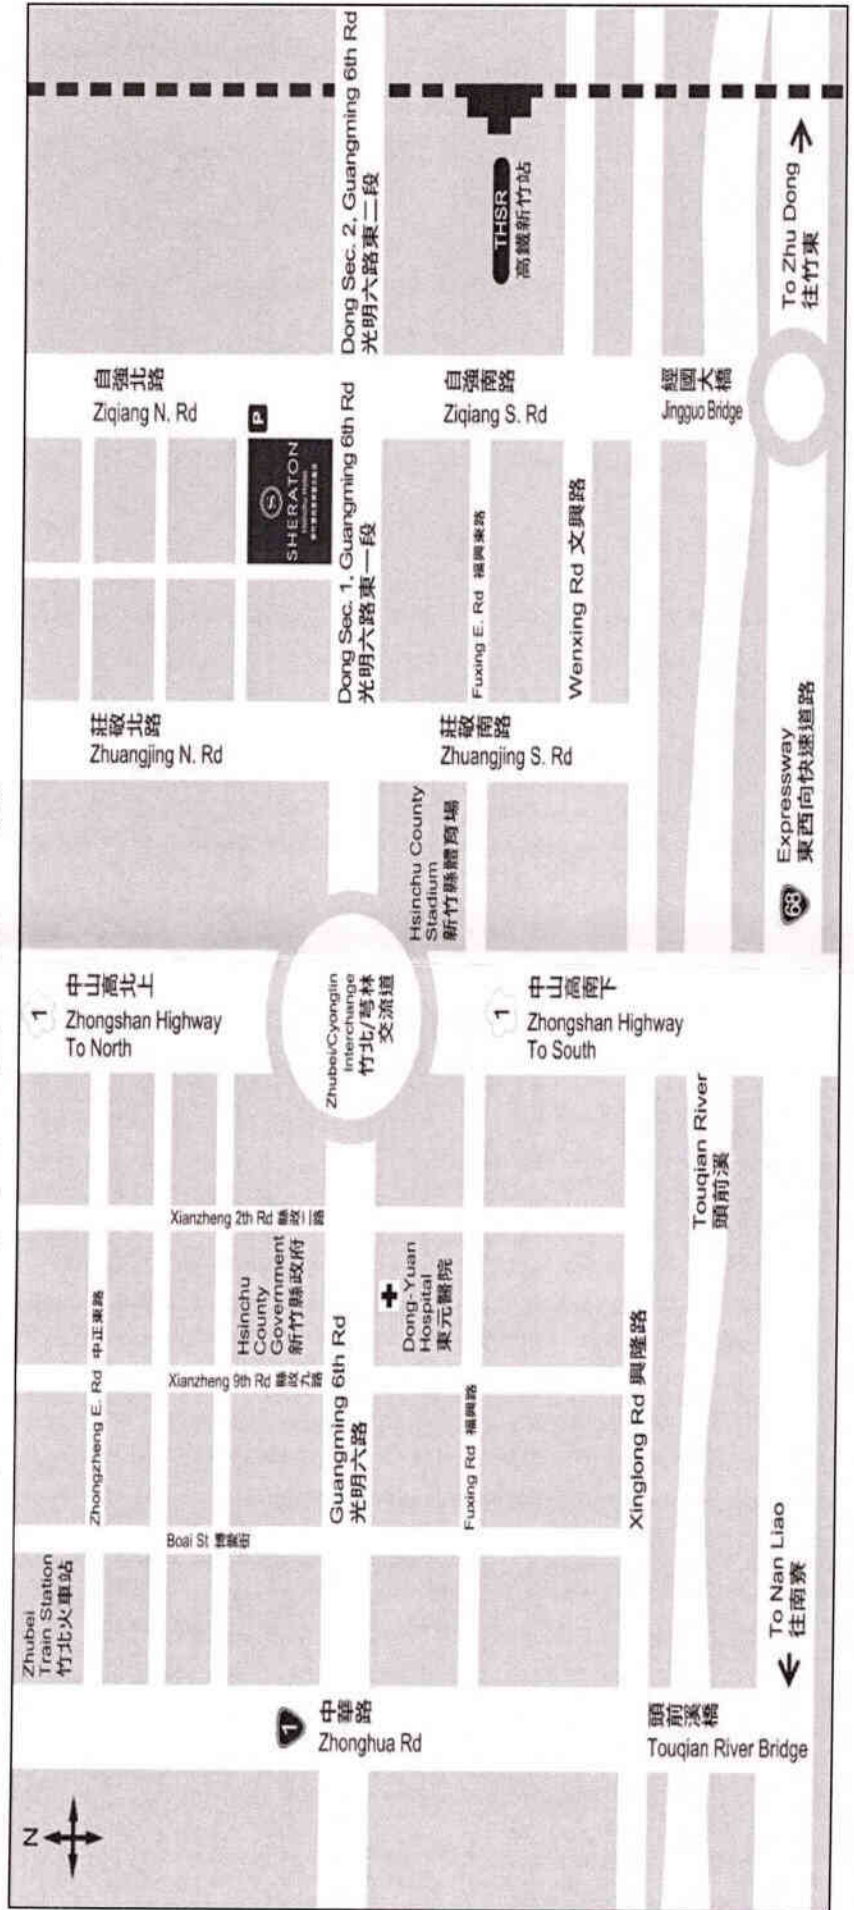 N
Zhubei
Train Station
竹北火車站
Zhongzheng E. Rd 中正東路
Boai St 博愛街
Xianzheng 9th Rd 縣政九路
Xianzheng 2th Rd 縣政二路
Hsinchu
County
Government
新竹縣政府
1
中山高北上
Zhongshan Highway
To North
莊敬北路
Zhuangjing N. Rd
自強北路
Ziqiang N. Rd
P
S
SHERATON
Hsinchu Hotel
1
中華路
Zhonghua Rd
Guangming 6th Rd
光明六路
Zhubei/Cyonglin
Interchange
竹北/芎林
交流道
Dong Sec. 1, Guangming 6th Rd
光明六路東一段
Dong Sec. 2, Guangming 6th Rd
光明六路東二段
Dong-Yuan
Hospital
東元醫院
Hsinchu County
Stadium
新竹縣體育場
Fuxing Rd 福興路
1
中山高南下
Zhongshan Highway
To South
莊敬南路
Zhuangjing S. Rd
Fuxing E. Rd 福興東路
自強南路
Ziqiang S. Rd
THSR
高鐵新竹站
Wenxing Rd 文興路
Xinglong Rd 興隆路
頭前溪橋
Touqian River Bridge
Touqian River
頭前溪
經國大橋
Jingguo Bridge
To Nan Liao
往南寮
68
Expressway
東西向快速道路
To Zhu Dong
往竹東